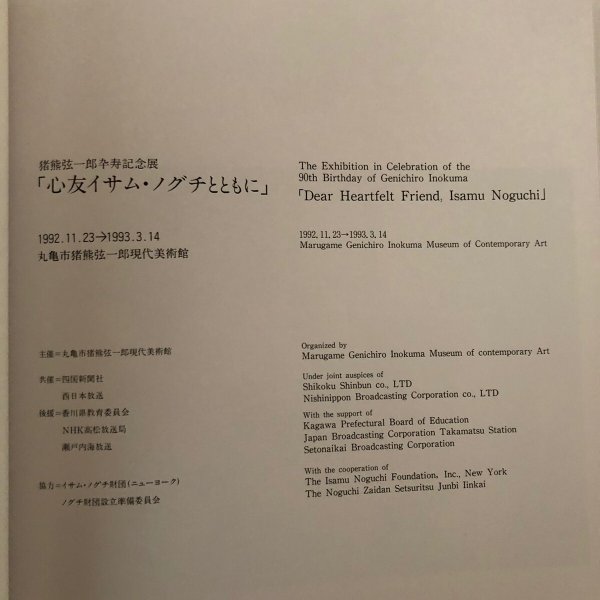 猪熊弦一郎卆寿記念展
「心友イサム・ノグチとともに」
1992.11.23→1993.3.14
丸亀市猪熊弦一郎現代美術館
主催=丸亀市猪熊弦一郎現代美術館
共催=四国新聞社
西日本放送
後援=香川県教育委員会
NHK高松放送局
瀬戸内海放送
協力=イサム・ノグチ財団(ニューヨーク)
ノグチ財団設立準備委員会
The Exhibition in Celebration of the
90th Birthday of Genichiro Inokuma
「Dear Heartfelt Friend, Isamu Noguchi」
1992.11.23→1993.3.14
Marugame Genichiro Inokuma Museum of Contemporary Art
Organized by
Marugame Genichiro Inokuma Museum of contemporary Art
Under joint auspices of
Shikoku Shinbun co., LTD
Nishinippon Broadcasting Corporation co., LTD
With the support of
Kagawa Prefectural Board of Education
Japan Broadcasting Corporation Takamatsu Station
Setonaikai Broadcasting Corporation
With the cooperation of
The Isamu Noguchi Foundation, Inc., New York
The Noguchi Zaidan Setsuritsu Junbi Iinkai